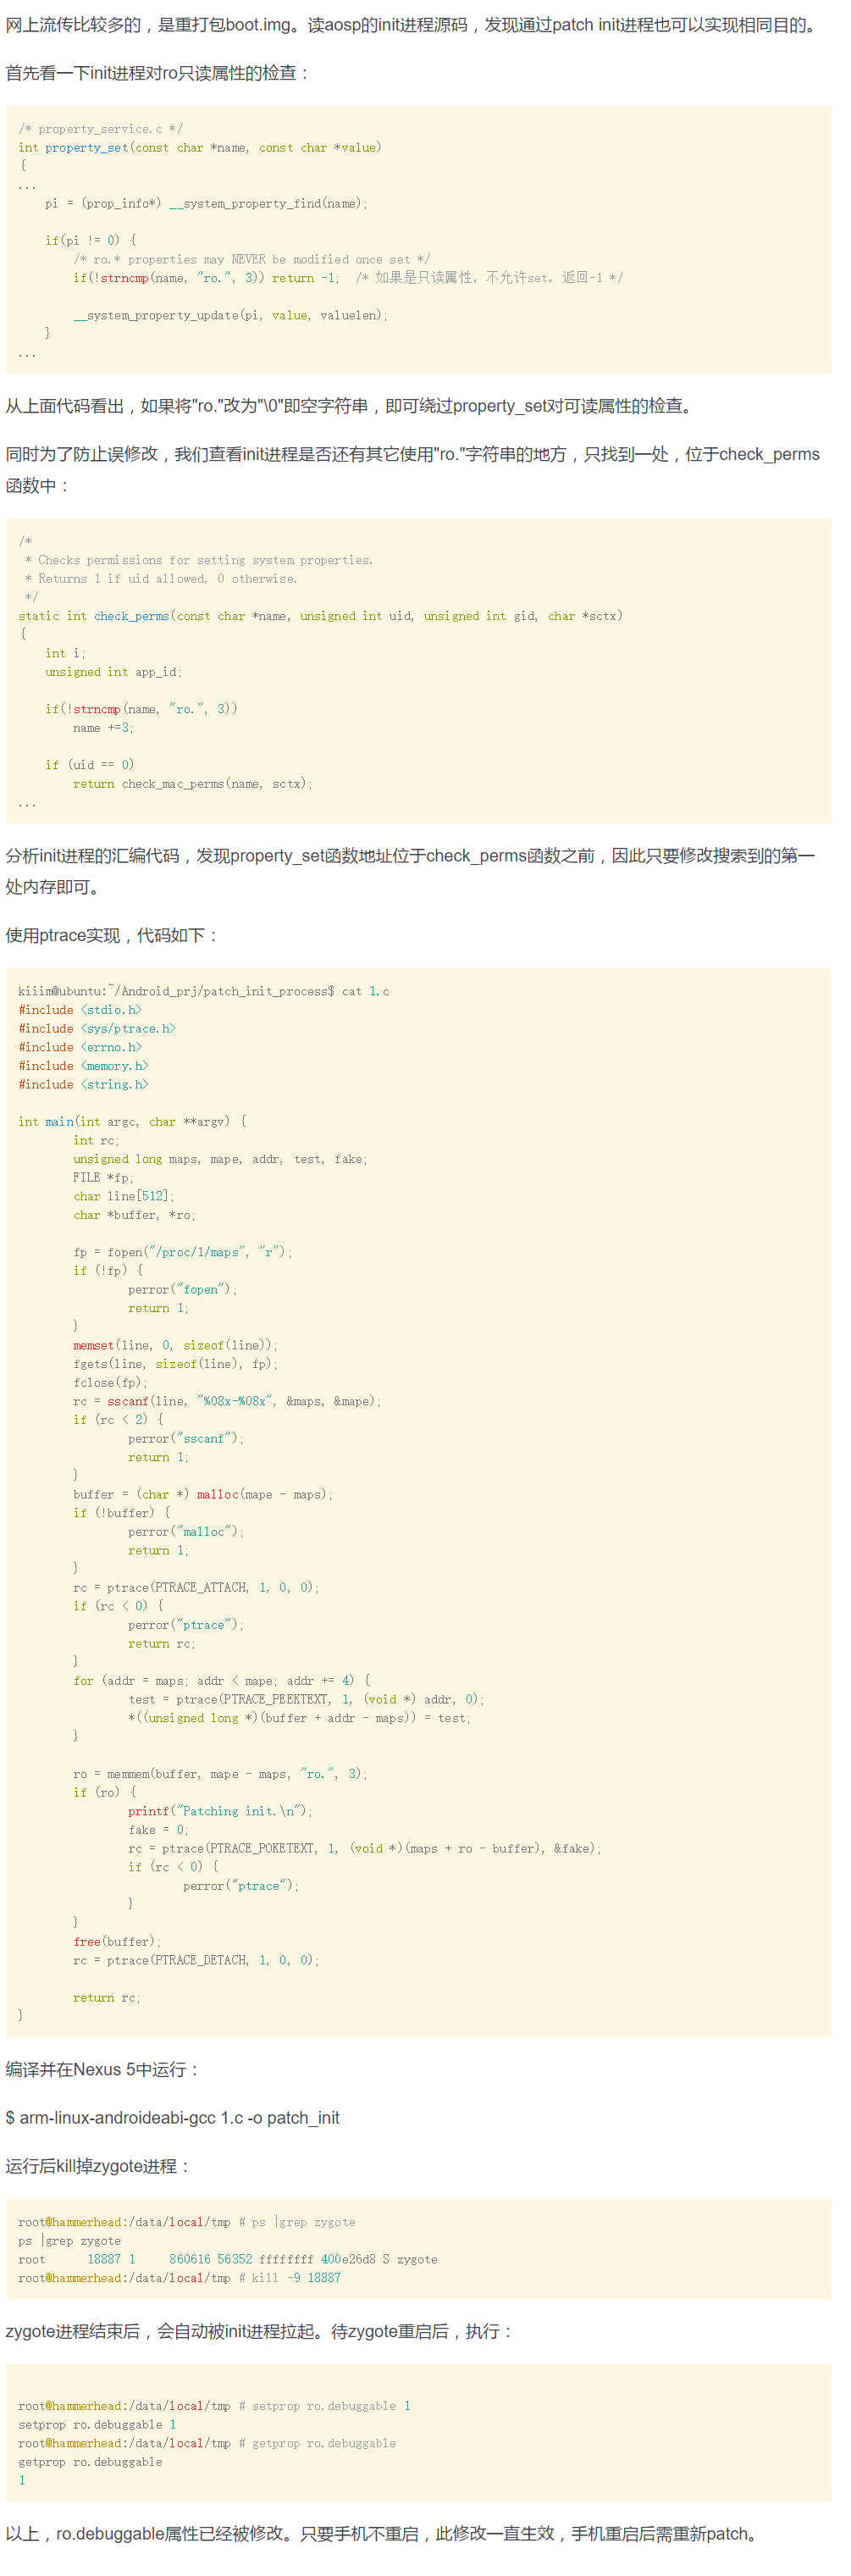 网上流传比较多的，是重打包boot.img。读aosp的init进程源码，发现通过patch init进程也可以实现相同目的。
首先看一下init进程对ro只读属性的检查：
/* property_service.c */
int property_set(const char *name, const char *value)
{
...
    pi = (prop_info*) __system_property_find(name);

    if(pi != 0) {
        /* ro.* properties may NEVER be modified once set */
        if(!strncmp(name, "ro.", 3)) return -1;  /* 如果是只读属性，不允许set，返回-1 */

        __system_property_update(pi, value, valuelen);
    }
...
从上面代码看出，如果将"ro."改为"\0"即空字符串，即可绕过property_set对可读属性的检查。
同时为了防止误修改，我们查看init进程是否还有其它使用"ro."字符串的地方，只找到一处，位于check_perms
函数中：
/*
 * Checks permissions for setting system properties.
 * Returns 1 if uid allowed, 0 otherwise.
 */
static int check_perms(const char *name, unsigned int uid, unsigned int gid, char *sctx)
{
    int i;
    unsigned int app_id;

    if(!strncmp(name, "ro.", 3))
        name +=3;

    if (uid == 0)
        return check_mac_perms(name, sctx);
...
分析init进程的汇编代码，发现property_set函数地址位于check_perms函数之前，因此只要修改搜索到的第一
处内存即可。
使用ptrace实现，代码如下：
kiiim@ubuntu:~/Android_prj/patch_init_process$ cat 1.c
#include <stdio.h>
#include <sys/ptrace.h>
#include <errno.h>
#include <memory.h>
#include <string.h>

int main(int argc, char **argv) {
        int rc;
        unsigned long maps, mape, addr, test, fake;
        FILE *fp;
        char line[512];
        char *buffer, *ro;

        fp = fopen("/proc/1/maps", "r");
        if (!fp) {
                perror("fopen");
                return 1;
        }
        memset(line, 0, sizeof(line));
        fgets(line, sizeof(line), fp);
        fclose(fp);
        rc = sscanf(line, "%08x-%08x", &maps, &mape);
        if (rc < 2) {
                perror("sscanf");
                return 1;
        }
        buffer = (char *) malloc(mape - maps);
        if (!buffer) {
                perror("malloc");
                return 1;
        }
        rc = ptrace(PTRACE_ATTACH, 1, 0, 0);
        if (rc < 0) {
                perror("ptrace");
                return rc;
        }
        for (addr = maps; addr < mape; addr += 4) {
                test = ptrace(PTRACE_PEEKTEXT, 1, (void *) addr, 0);
                *((unsigned long *)(buffer + addr - maps)) = test;
        }

        ro = memmem(buffer, mape - maps, "ro.", 3);
        if (ro) {
                printf("Patching init.\n");
                fake = 0;
                rc = ptrace(PTRACE_POKETEXT, 1, (void *)(maps + ro - buffer), &fake);
                if (rc < 0) {
                        perror("ptrace");
                }
        }
        free(buffer);
        rc = ptrace(PTRACE_DETACH, 1, 0, 0);

        return rc;
}
编译并在Nexus 5中运行：
$ arm-linux-androideabi-gcc 1.c -o patch_init
运行后kill掉zygote进程：
root@hammerhead:/data/local/tmp # ps |grep zygote
ps |grep zygote
root      18887 1     860616 56352 ffffffff 400e26d8 S zygote
root@hammerhead:/data/local/tmp # kill -9 18887
zygote进程结束后，会自动被init进程拉起。待zygote重启后，执行：
root@hammerhead:/data/local/tmp # setprop ro.debuggable 1
setprop ro.debuggable 1
root@hammerhead:/data/local/tmp # getprop ro.debuggable
getprop ro.debuggable
1
以上，ro.debuggable属性已经被修改。只要手机不重启，此修改一直生效，手机重启后需重新patch。